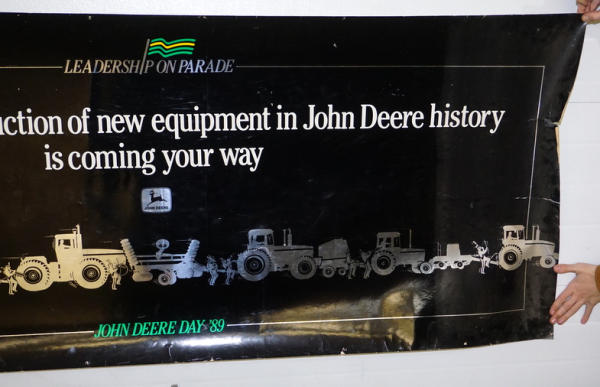 LEADERSHIP ON PARADE
uction of new equipment in John Deere history
is coming your way
JOHN DEERE
JOHN DEERE DAY '89